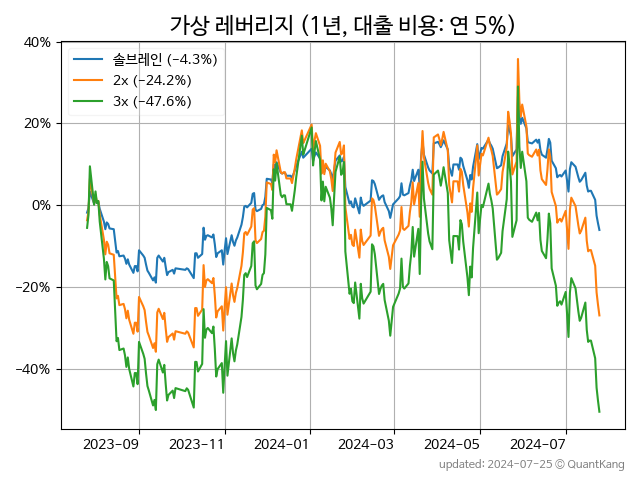 가상 레버리지 (1년, 대출 비용: 연 5%)
40%
20%
0%
−20%
−40%
솔브레인 (−4.3%)
2x (−24.2%)
3x (−47.6%)
2023−09 2023−11 2024−01 2024−03 2024−05 2024−07
updated: 2024-07-25 © QuantKang